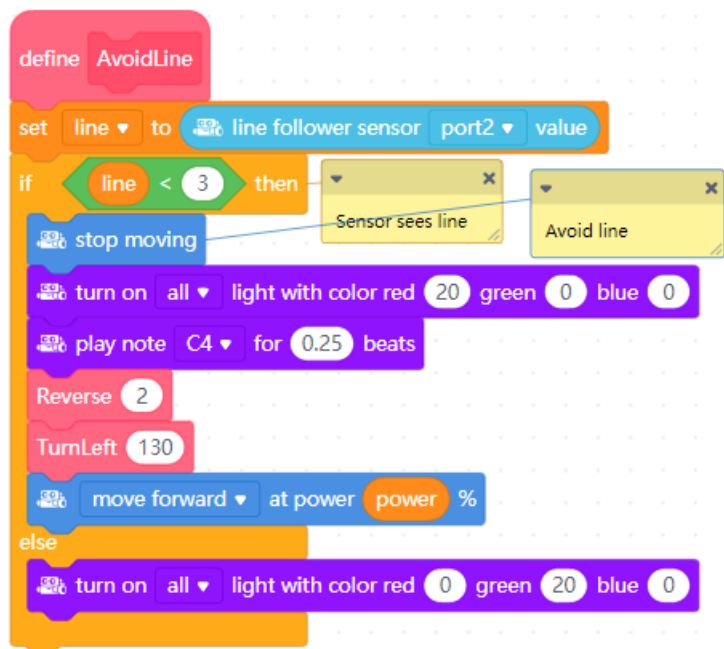 define AvoidLine
set line to line follower sensor port2 value
if line < 3 then
Sensor sees line
Avoid line
stop moving
turn on all light with color red 20 green 0 blue 0
play note C4 for 0.25 beats
Reverse 2
TurnLeft 130
move forward at power power %
else
turn on all light with color red 0 green 20 blue 0